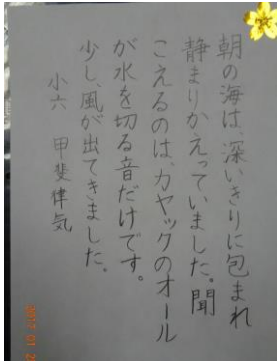 朝の海は、深いきりに包まれ
静まりかえっていました。聞
こえるのは、カヤックのオール
が水を切る音だけです。
少し、風が出てきました。
小六 甲斐律気